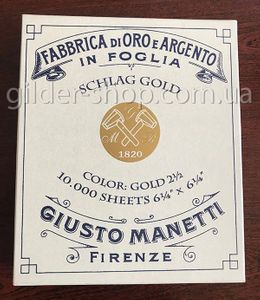 FABBRICA DI ORO E ARGENTO
IN FOGLIA
SCHLAG GOLD
gilder-shop.com.ua
M
1820
COLOR: GOLD 2½
10.000 SHEETS 6¼" x 6¼"
GIUSTO MANETTI
FIRENZE